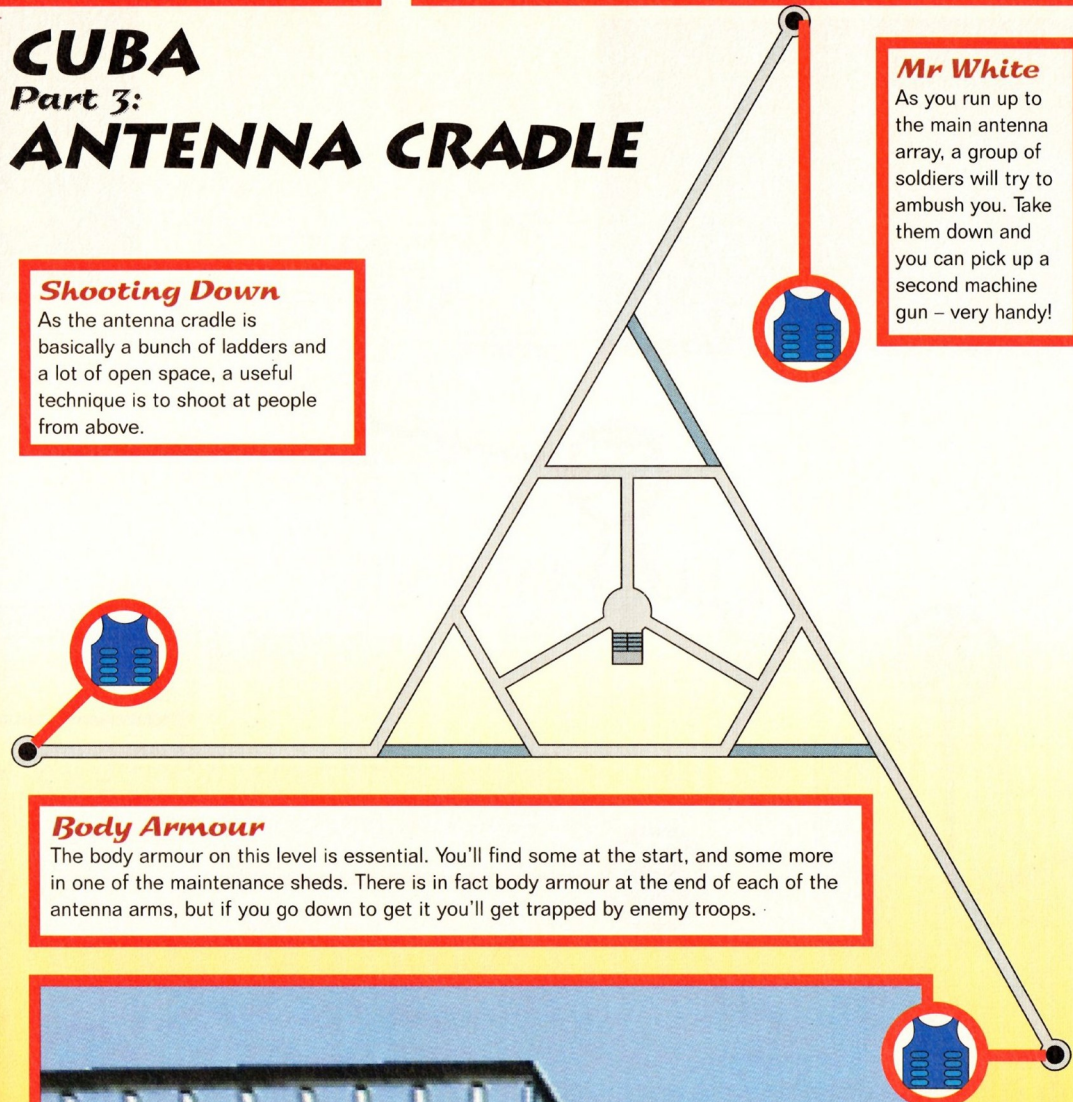 CUBA
Part 3:
ANTENNA CRADLE
Mr White
As you run up to
the main antenna
array, a group of
soldiers will try to
ambush you. Take
them down and
you can pick up a
second machine
gun – very handy!
Shooting Down
As the antenna cradle is
basically a bunch of ladders and
a lot of open space, a useful
technique is to shoot at people
from above.
Body Armour
The body armour on this level is essential. You'll find some at the start, and some more
in one of the maintenance sheds. There is in fact body armour at the end of each of the
antenna arms, but if you go down to get it you'll get trapped by enemy troops.